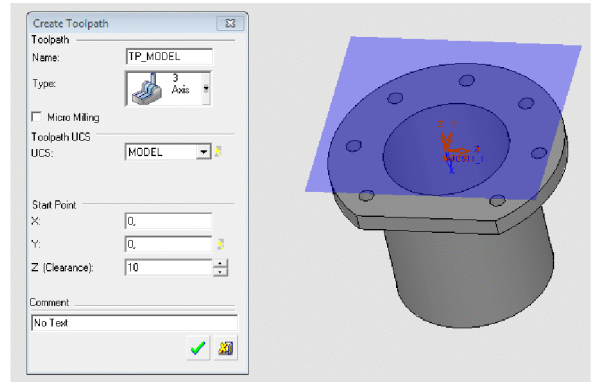 Create Toolpath
Toolpath
Name: TP_MODEL
Type: 3 Axis
Micro Milling
Toolpath UCS
UCS: MODEL
Start Point
X: 0,
Y: 0,
Z (Clearance): 10
Comment
No Text